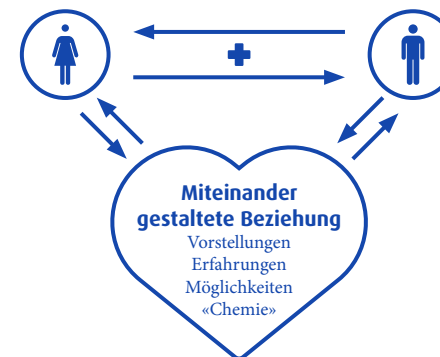 Miteinander
gestaltete Beziehung
Vorstellungen
Erfahrungen
Möglichkeiten
«Chemie»